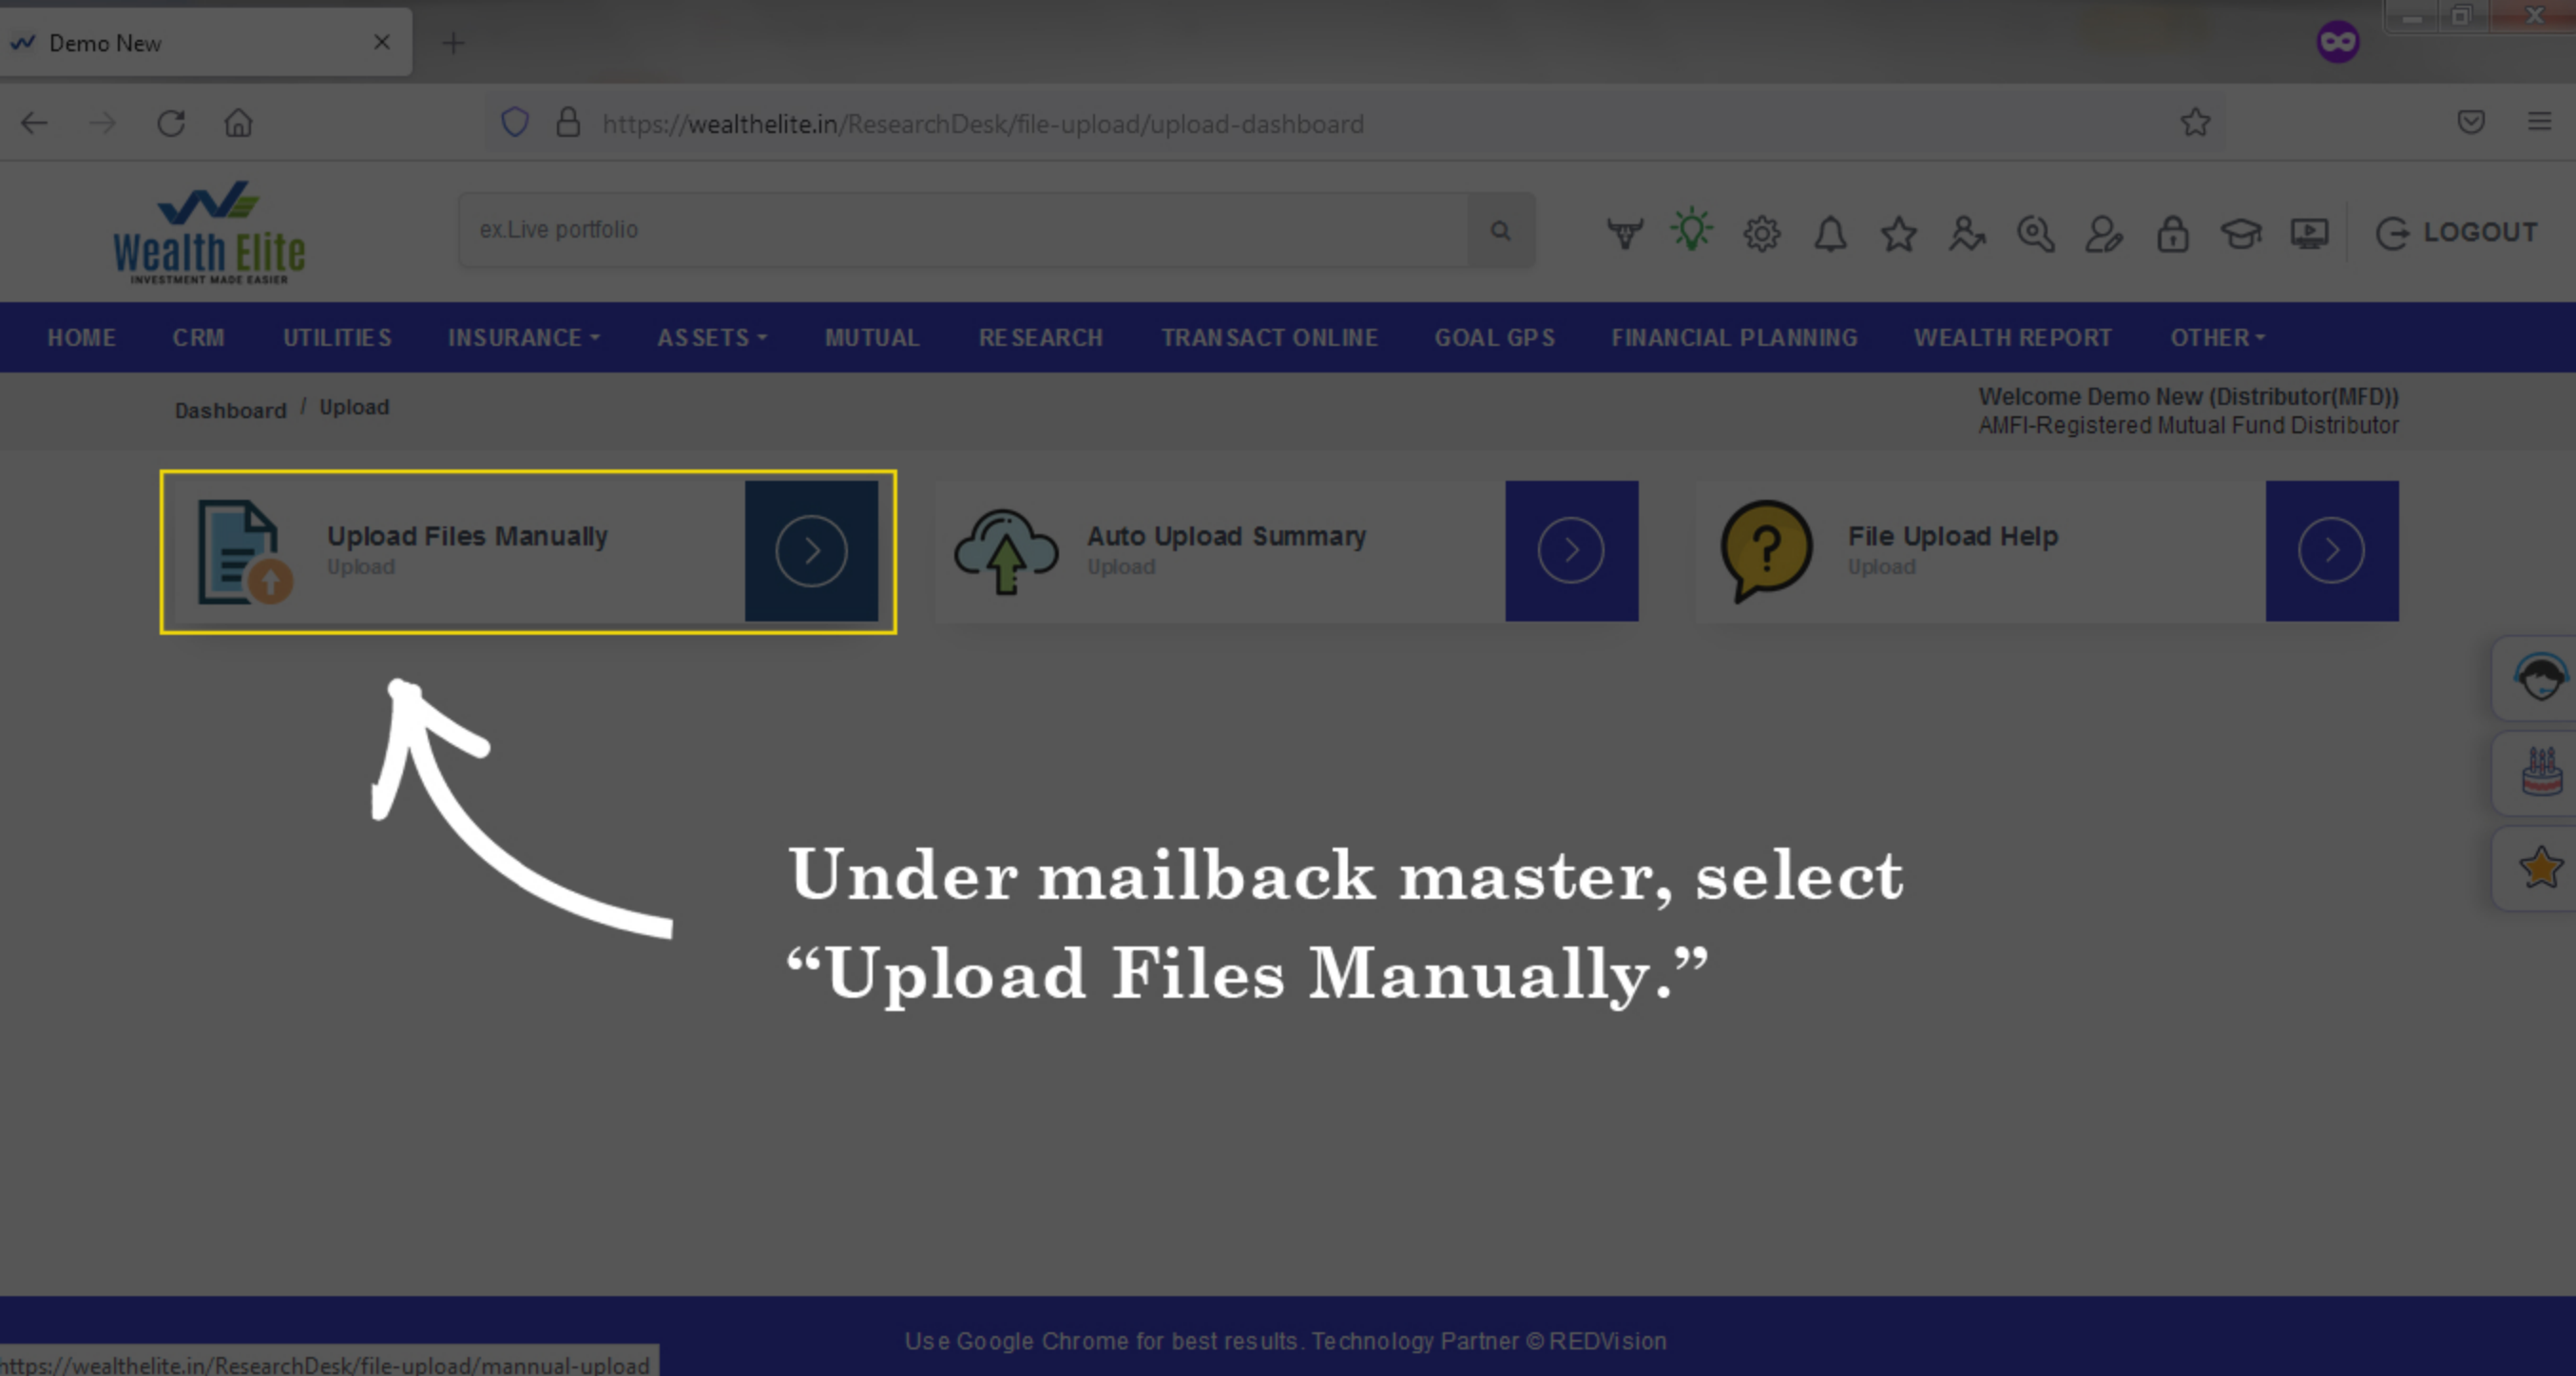 Demo New
https://wealthelite.in/ResearchDesk/file-upload/upload-dashboard
Wealth Elite
INVESTMENT MADE EASIER
ex.Live portfolio
LOGOUT
HOME CRM UTILITIES INSURANCE ASSETS MUTUAL RESEARCH TRANSACT ONLINE GOAL GPS FINANCIAL PLANNING WEALTH REPORT OTHER
Dashboard / Upload
Welcome Demo New (Distributor(MFD))
AMFI-Registered Mutual Fund Distributor
Upload Files Manually
Upload
Auto Upload Summary
Upload
File Upload Help
Upload
Under mailback master, select
“Upload Files Manually.”
Use Google Chrome for best results. Technology Partner © REDVision
https://wealthelite.in/ResearchDesk/file-upload/mannual-upload